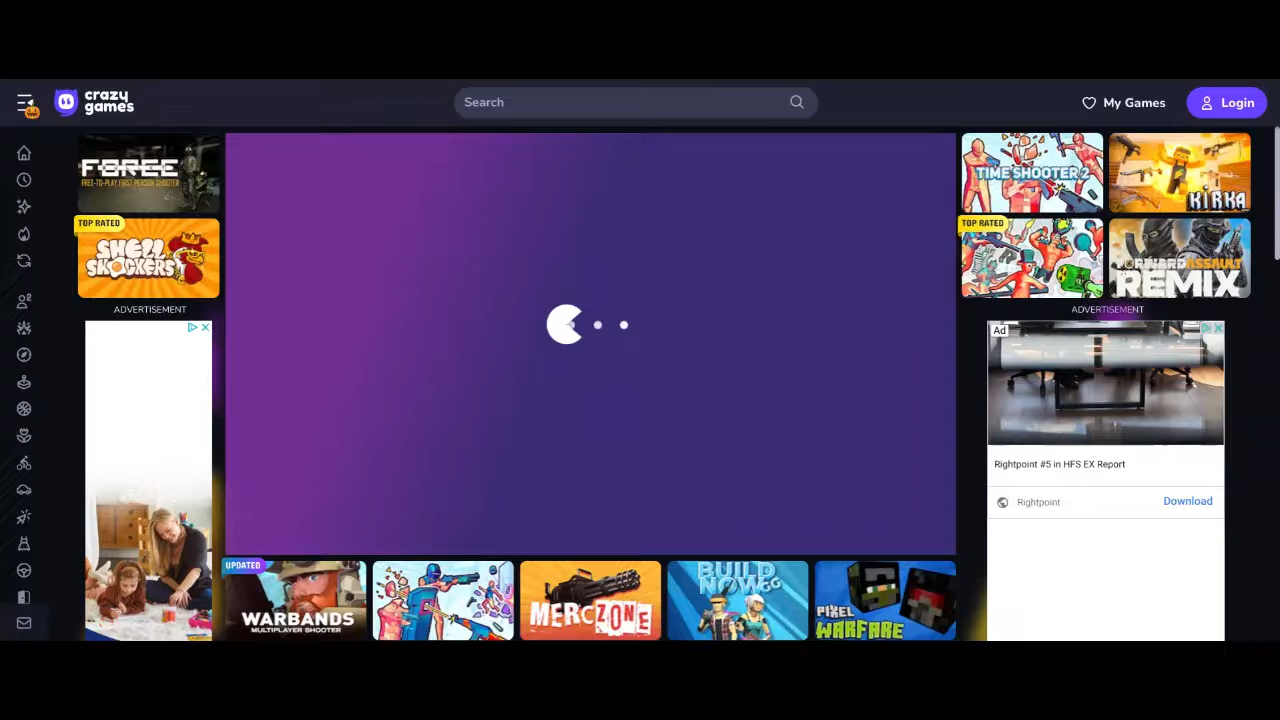 crazy
games
Search
My Games
Login
FORCE
FREE-TO-PLAY FIRST PERSON SHOOTER
TOP RATED
SHELL
SHOCKERS
ADVERTISEMENT
TIME SHOOTER 2
KIRKA
TOP RATED
FORWARD ASSAULT
REMIX
ADVERTISEMENT
Ad
Rightpoint #5 in HFS EX Report
Rightpoint
Download
UPDATED
WARBANDS
MULTIPLAYER SHOOTER
MERCZONE
BUILD
NOW GG
PIXEL
WARFARE